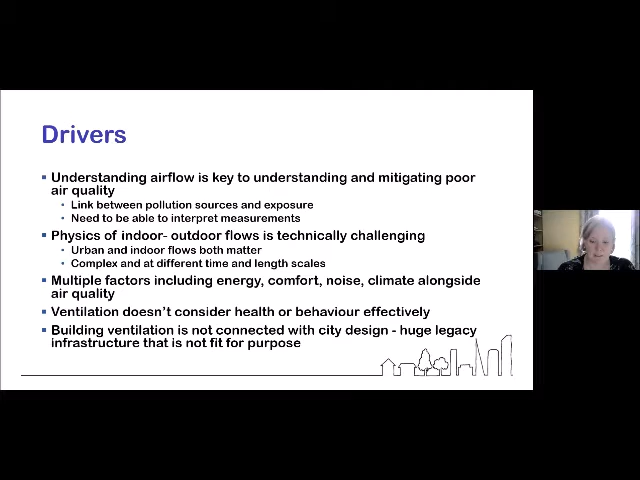 Drivers
Understanding airflow is key to understanding and mitigating poor
air quality
Link between pollution sources and exposure
Need to be able to interpret measurements
Physics of indoor- outdoor flows is technically challenging
Urban and indoor flows both matter
Complex and at different time and length scales
Multiple factors including energy, comfort, noise, climate alongside
air quality
Ventilation doesn't consider health or behaviour effectively
Building ventilation is not connected with city design - huge legacy
infrastructure that is not fit for purpose